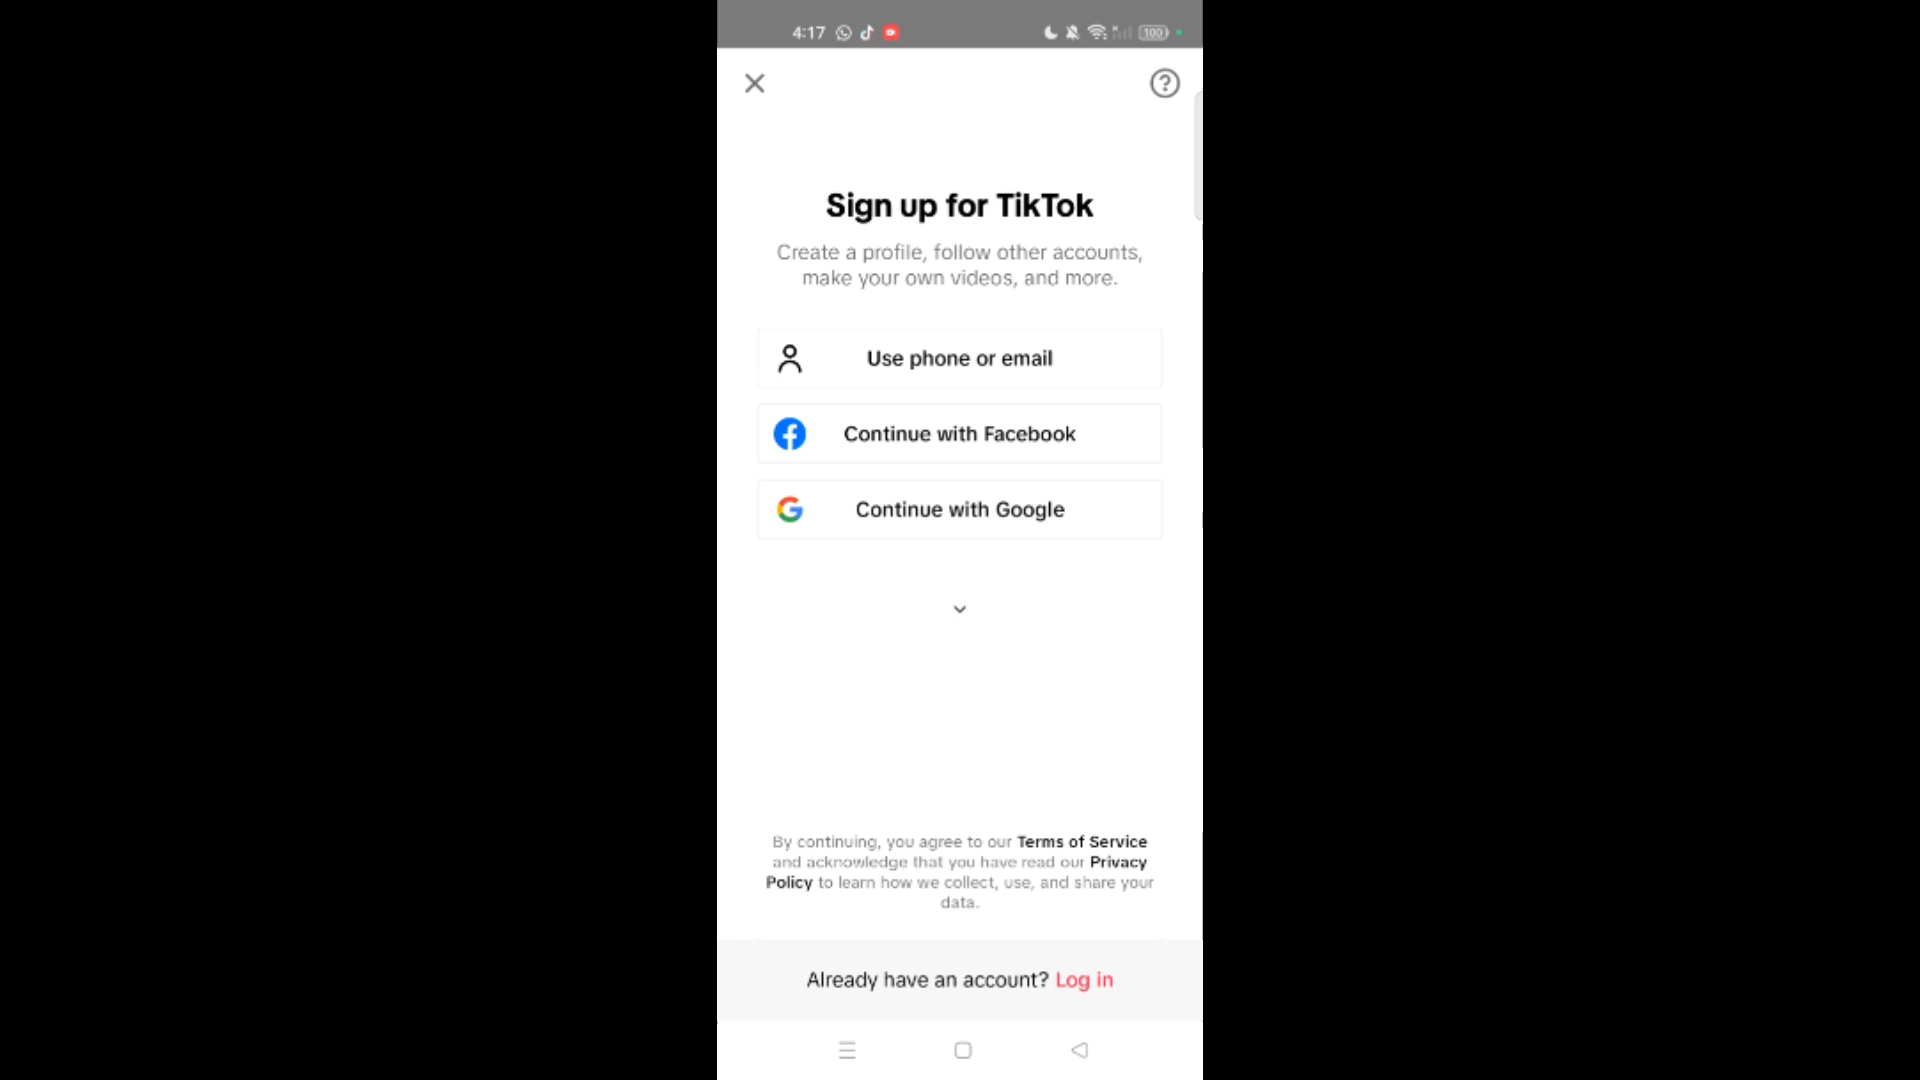 4:17
100
Sign up for TikTok
Create a profile, follow other accounts,
make your own videos, and more.
Use phone or email
Continue with Facebook
Continue with Google
By continuing, you agree to our Terms of Service
and acknowledge that you have read our Privacy
Policy to learn how we collect, use, and share your
data.
Already have an account? Log in